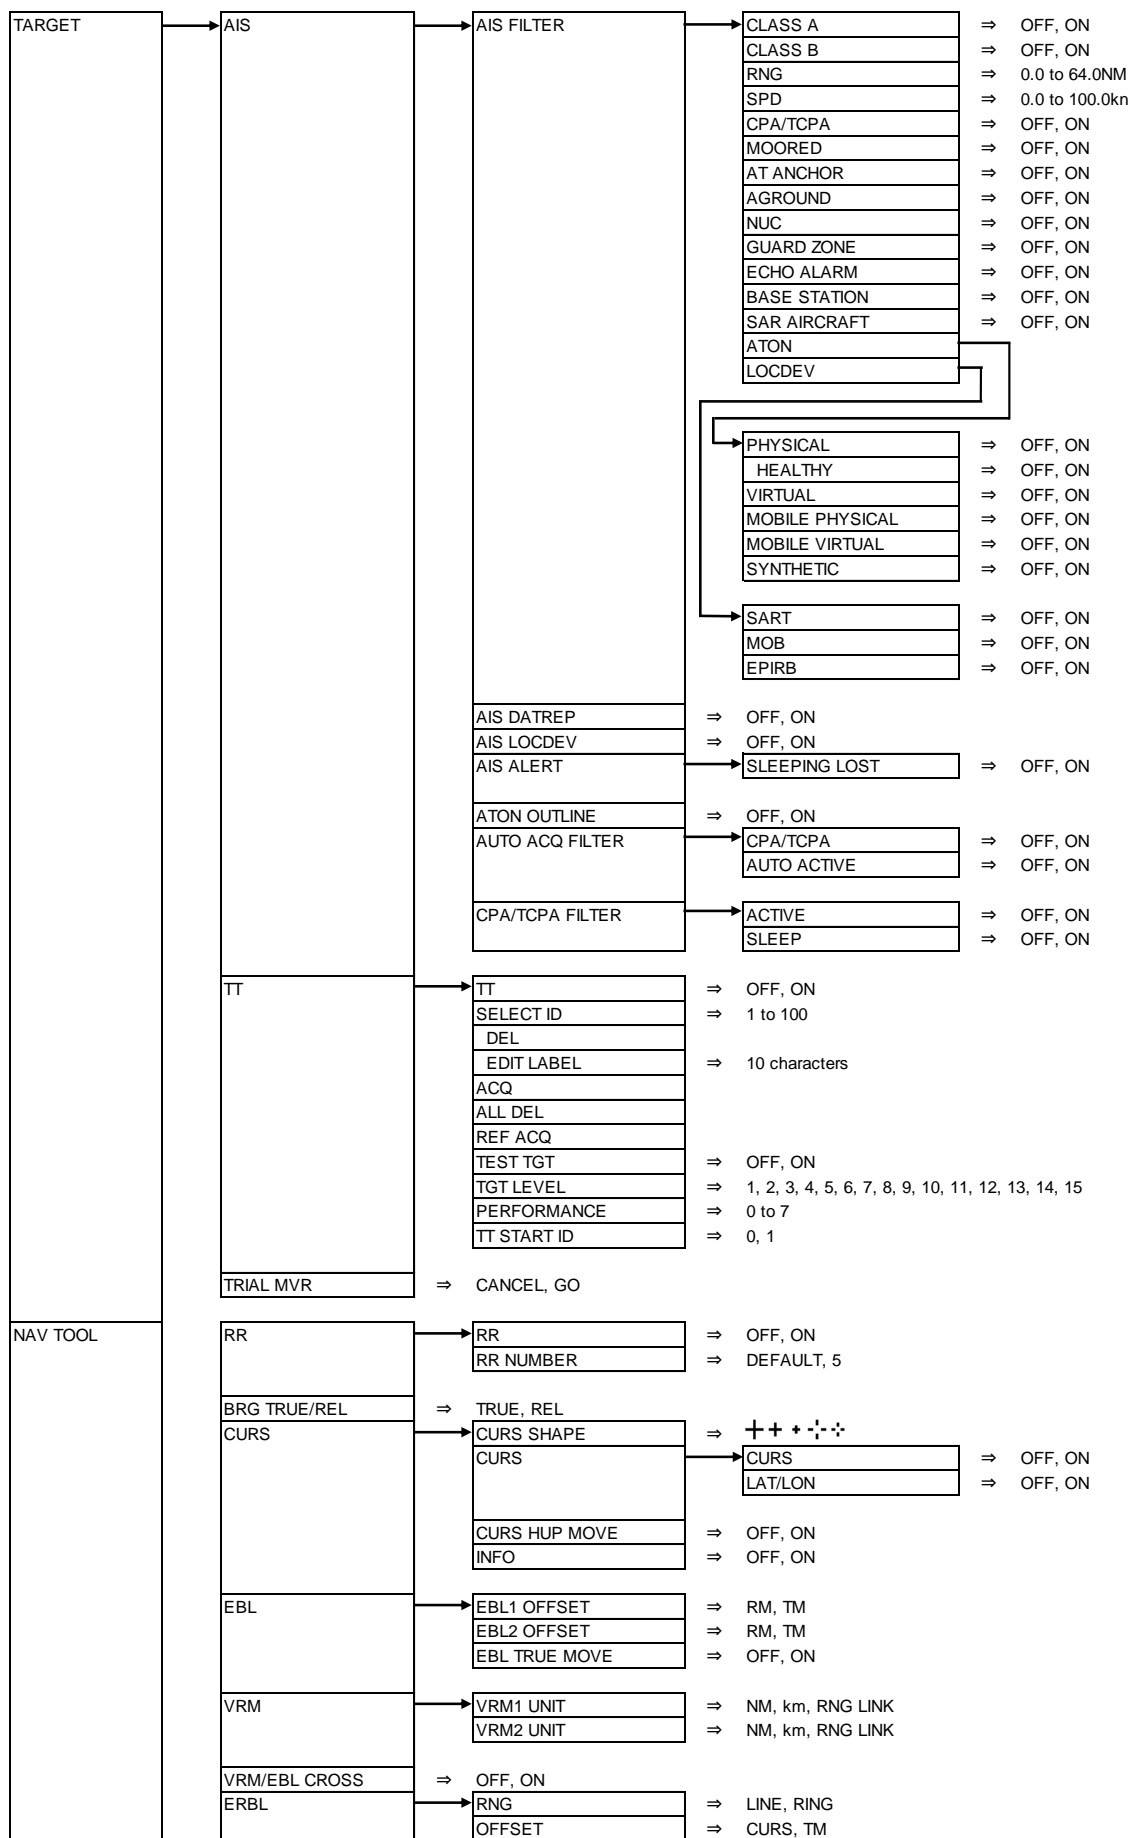 TARGET AIS AIS FILTER CLASS A ⇒ OFF, ON
CLASS B ⇒ OFF, ON
RNG ⇒ 0.0 to 64.0NM
SPD ⇒ 0.0 to 100.0kn
CPA/TCPA ⇒ OFF, ON
MOORED ⇒ OFF, ON
AT ANCHOR ⇒ OFF, ON
AGROUND ⇒ OFF, ON
NUC ⇒ OFF, ON
GUARD ZONE ⇒ OFF, ON
ECHO ALARM ⇒ OFF, ON
BASE STATION ⇒ OFF, ON
SAR AIRCRAFT ⇒ OFF, ON
ATON
LOCDEV
PHYSICAL ⇒ OFF, ON
HEALTHY ⇒ OFF, ON
VIRTUAL ⇒ OFF, ON
MOBILE PHYSICAL ⇒ OFF, ON
MOBILE VIRTUAL ⇒ OFF, ON
SYNTHETIC ⇒ OFF, ON
SART ⇒ OFF, ON
MOB ⇒ OFF, ON
EPIRB ⇒ OFF, ON
AIS DATREP ⇒ OFF, ON
AIS LOCDEV ⇒ OFF, ON
AIS ALERT SLEEPING LOST ⇒ OFF, ON
ATON OUTLINE ⇒ OFF, ON
AUTO ACQ FILTER CPA/TCPA ⇒ OFF, ON
AUTO ACTIVE ⇒ OFF, ON
CPA/TCPA FILTER ACTIVE ⇒ OFF, ON
SLEEP ⇒ OFF, ON
TT TT ⇒ OFF, ON
SELECT ID ⇒ 1 to 100
DEL
EDIT LABEL ⇒ 10 characters
ACQ
ALL DEL
REF ACQ
TEST TGT ⇒ OFF, ON
TGT LEVEL ⇒ 1, 2, 3, 4, 5, 6, 7, 8, 9, 10, 11, 12, 13, 14, 15
PERFORMANCE ⇒ 0 to 7
TT START ID ⇒ 0, 1
TRIAL MVR ⇒ CANCEL, GO
NAV TOOL RR RR ⇒ OFF, ON
RR NUMBER ⇒ DEFAULT, 5
BRG TRUE/REL ⇒ TRUE, REL
CURS CURS SHAPE ⇒
CURS CURS ⇒ OFF, ON
LAT/LON ⇒ OFF, ON
CURS HUP MOVE ⇒ OFF, ON
INFO ⇒ OFF, ON
EBL EBL1 OFFSET ⇒ RM, TM
EBL2 OFFSET ⇒ RM, TM
EBL TRUE MOVE ⇒ OFF, ON
VRM VRM1 UNIT ⇒ NM, km, RNG LINK
VRM2 UNIT ⇒ NM, km, RNG LINK
VRM/EBL CROSS ⇒ OFF, ON
ERBL RNG ⇒ LINE, RING
OFFSET ⇒ CURS, TM